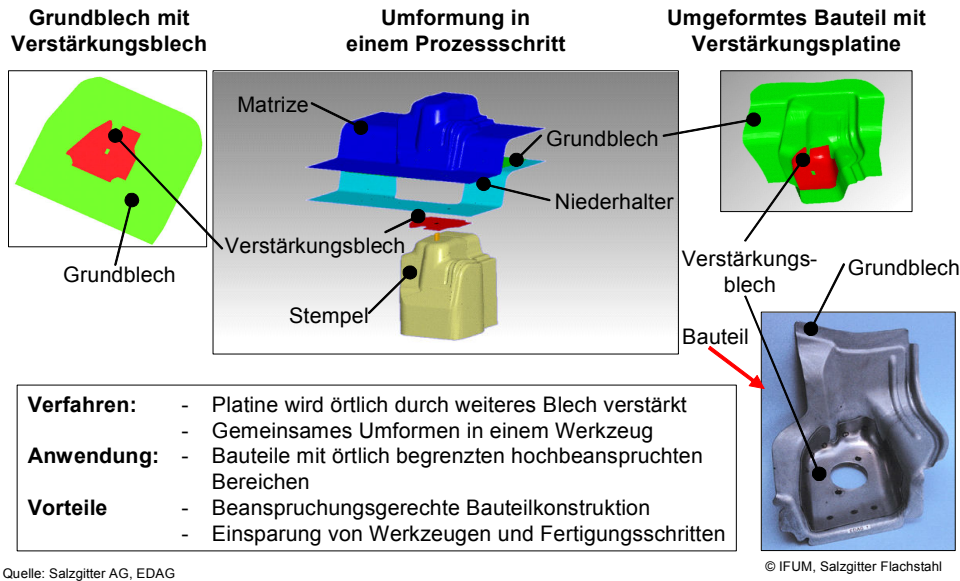 Grundblech mit
Verstärkungsblech
Umformung in
einem Prozessschritt
Umgeformtes Bauteil mit
Verstärkungsplatine
Matrize
Grundblech
Niederhalter
Verstärkungsblech
Grundblech
Stempel
Verstärkungs-
blech
Grundblech
Bauteil
Verfahren: - Platine wird örtlich durch weiteres Blech verstärkt
- Gemeinsames Umformen in einem Werkzeug
Anwendung: - Bauteile mit örtlich begrenzten hochbeanspruchten
Bereichen
Vorteile - Beanspruchungsgerechte Bauteilkonstruktion
- Einsparung von Werkzeugen und Fertigungsschritten
Quelle: Salzgitter AG, EDAG
© IFUM, Salzgitter Flachstahl